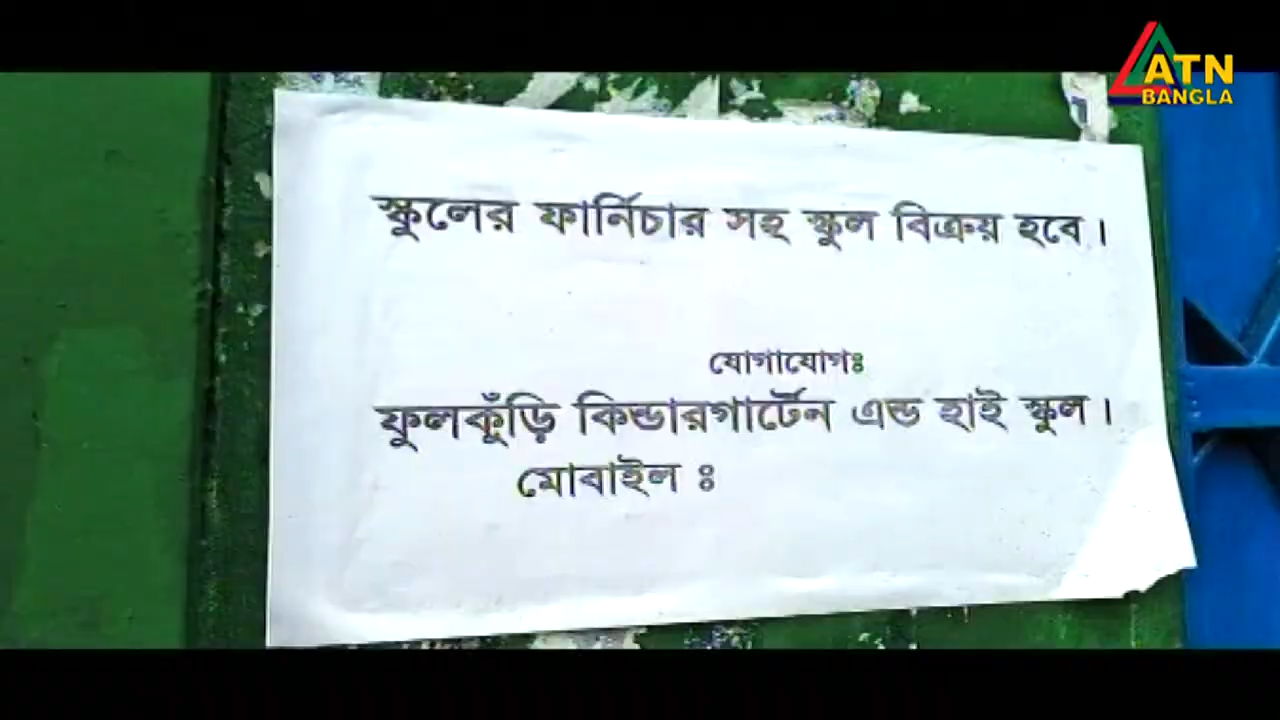 ATN
BANGLA
স্কুলের ফার্নিচার সহ স্কুল বিক্রয় হবে।
যোগাযোগঃ
ফুলকুঁড়ি কিন্ডারগার্টেন এন্ড হাই স্কুল।
মোবাইল ঃ